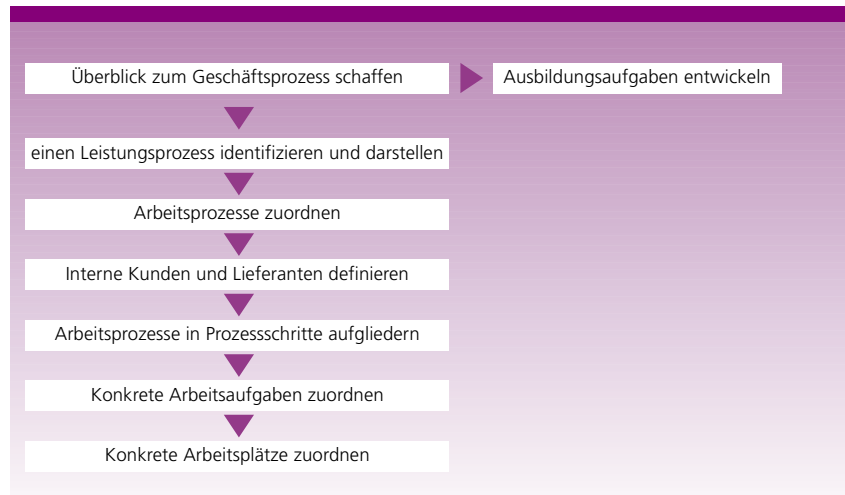 Überblick zum Geschäftsprozess schaffen
Ausbildungsaufgaben entwickeln
einen Leistungsprozess identifizieren und darstellen
Arbeitsprozesse zuordnen
Interne Kunden und Lieferanten definieren
Arbeitsprozesse in Prozessschritte aufgliedern
Konkrete Arbeitsaufgaben zuordnen
Konkrete Arbeitsplätze zuordnen